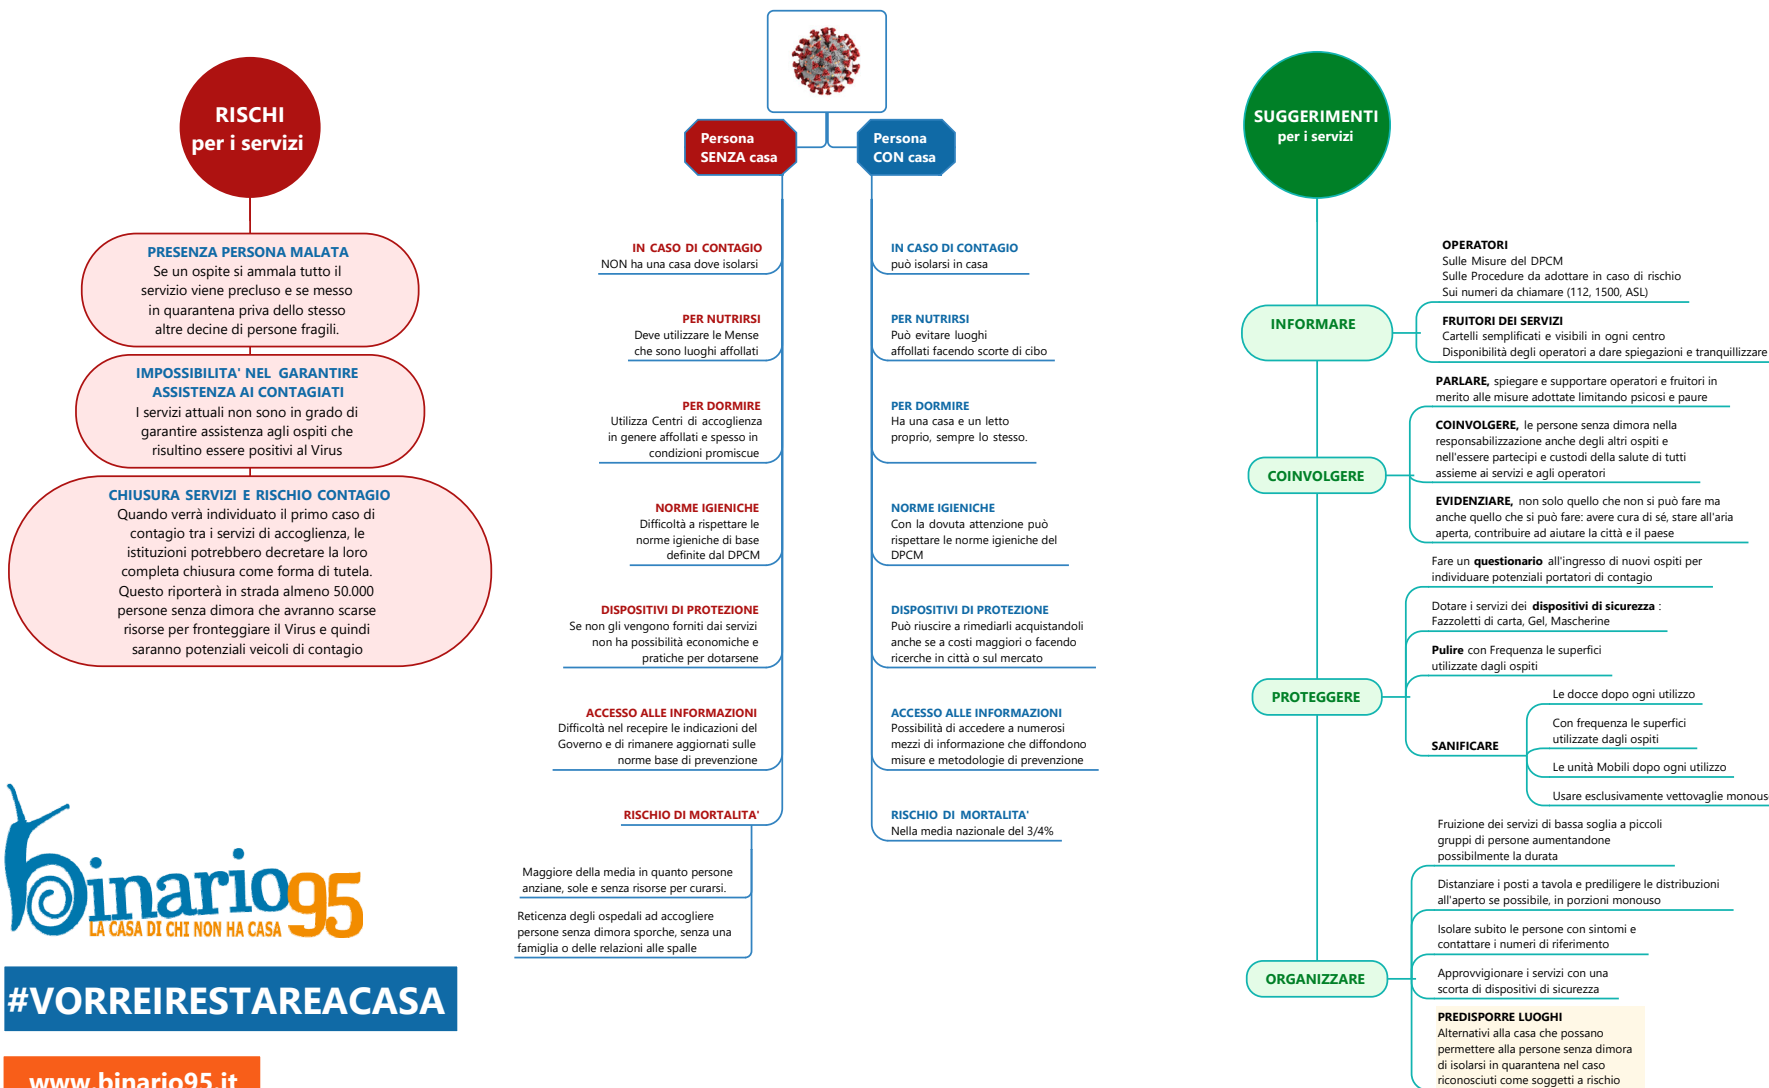 RISCHI
per i servizi
PRESENZA PERSONA MALATA
Se un ospite si ammala tutto il
servizio viene precluso e se messo
in quarantena priva dello stesso
altre decine di persone fragili.
IMPOSSIBILITA' NEL GARANTIRE
ASSISTENZA AI CONTAGIATI
I servizi attuali non sono in grado di
garantire assistenza agli ospiti che
risultino essere positivi al Virus
CHIUSURA SERVIZI E RISCHIO CONTAGIO
Quando verrà individuato il primo caso di
contagio tra i servizi di accoglienza, le
istituzioni potrebbero decretare la loro
completa chiusura come forma di tutela.
Questo riporterà in strada almeno 50.000
persone senza dimora che avranno scarse
risorse per fronteggiare il Virus e quindi
saranno potenziali veicoli di contagio
binario95
LA CASA DI CHI NON HA CASA
#VORREIRESTAREACASA
www.binario95.it
Persona
SENZA casa
IN CASO DI CONTAGIO
NON ha una casa dove isolarsi
PER NUTRIRSI
Deve utilizzare le Mense
che sono luoghi affollati
PER DORMIRE
Utilizza Centri di accoglienza
in genere affollati e spesso in
condizioni promiscue
NORME IGIENICHE
Difficoltà a rispettare le
norme igieniche di base
definite dal DPCM
DISPOSITIVI DI PROTEZIONE
Se non gli vengono forniti dai servizi
non ha possibilità economiche e
pratiche per dotarsene
ACCESSO ALLE INFORMAZIONI
Difficoltà nel recepire le indicazioni del
Governo e di rimanere aggiornati sulle
norme base di prevenzione
RISCHIO DI MORTALITA'
Maggiore della media in quanto persone
anziane, sole e senza risorse per curarsi.
Reticenza degli ospedali ad accogliere
persone senza dimora sporche, senza una
famiglia o delle relazioni alle spalle
Persona
CON casa
IN CASO DI CONTAGIO
può isolarsi in casa
PER NUTRIRSI
Può evitare luoghi
affollati facendo scorte di cibo
PER DORMIRE
Ha una casa e un letto
proprio, sempre lo stesso.
NORME IGIENICHE
Con la dovuta attenzione può
rispettare le norme igieniche del
DPCM
DISPOSITIVI DI PROTEZIONE
Può riuscire a rimediarli acquistandoli
anche se a costi maggiori o facendo
ricerche in città o sul mercato
ACCESSO ALLE INFORMAZIONI
Possibilità di accedere a numerosi
mezzi di informazione che diffondono
misure e metodologie di prevenzione
RISCHIO DI MORTALITA'
Nella media nazionale del 3/4%
SUGGERIMENTI
per i servizi
INFORMARE
OPERATORI
Sulle Misure del DPCM
Sulle Procedure da adottare in caso di rischio
Sui numeri da chiamare (112, 1500, ASL)
FRUITORI DEI SERVIZI
Cartelli semplificati e visibili in ogni centro
Disponibilità degli operatori a dare spiegazioni e tranquillizzare
COINVOLGERE
PARLARE, spiegare e supportare operatori e fruitori in
merito alle misure adottate limitando psicosi e paure
COINVOLGERE, le persone senza dimora nella
responsabilizzazione anche degli altri ospiti e
nell'essere partecipi e custodi della salute di tutti
assieme ai servizi e agli operatori
EVIDENZIARE, non solo quello che non si può fare ma
anche quello che si può fare: avere cura di sé, stare all'aria
aperta, contribuire ad aiutare la città e il paese
PROTEGGERE
Fare un questionario all'ingresso di nuovi ospiti per
individuare potenziali portatori di contagio
Dotare i servizi dei dispositivi di sicurezza :
Fazzoletti di carta, Gel, Mascherine
Pulire con Frequenza le superfici
utilizzate dagli ospiti
SANIFICARE
Le docce dopo ogni utilizzo
Con frequenza le superfici
utilizzate dagli ospiti
Le unità Mobili dopo ogni utilizzo
Usare esclusivamente vettovaglie monous
ORGANIZZARE
Fruizione dei servizi di bassa soglia a piccoli
gruppi di persone aumentandone
possibilmente la durata
Distanziare i posti a tavola e prediligere le distribuzioni
all'aperto se possibile, in porzioni monouso
Isolare subito le persone con sintomi e
contattare i numeri di riferimento
Approvvigionare i servizi con una
scorta di dispositivi di sicurezza
PREDISPORRE LUOGHI
Alternativi alla casa che possano
permettere alla persone senza dimora
di isolarsi in quarantena nel caso
riconosciuti come soggetti a rischio